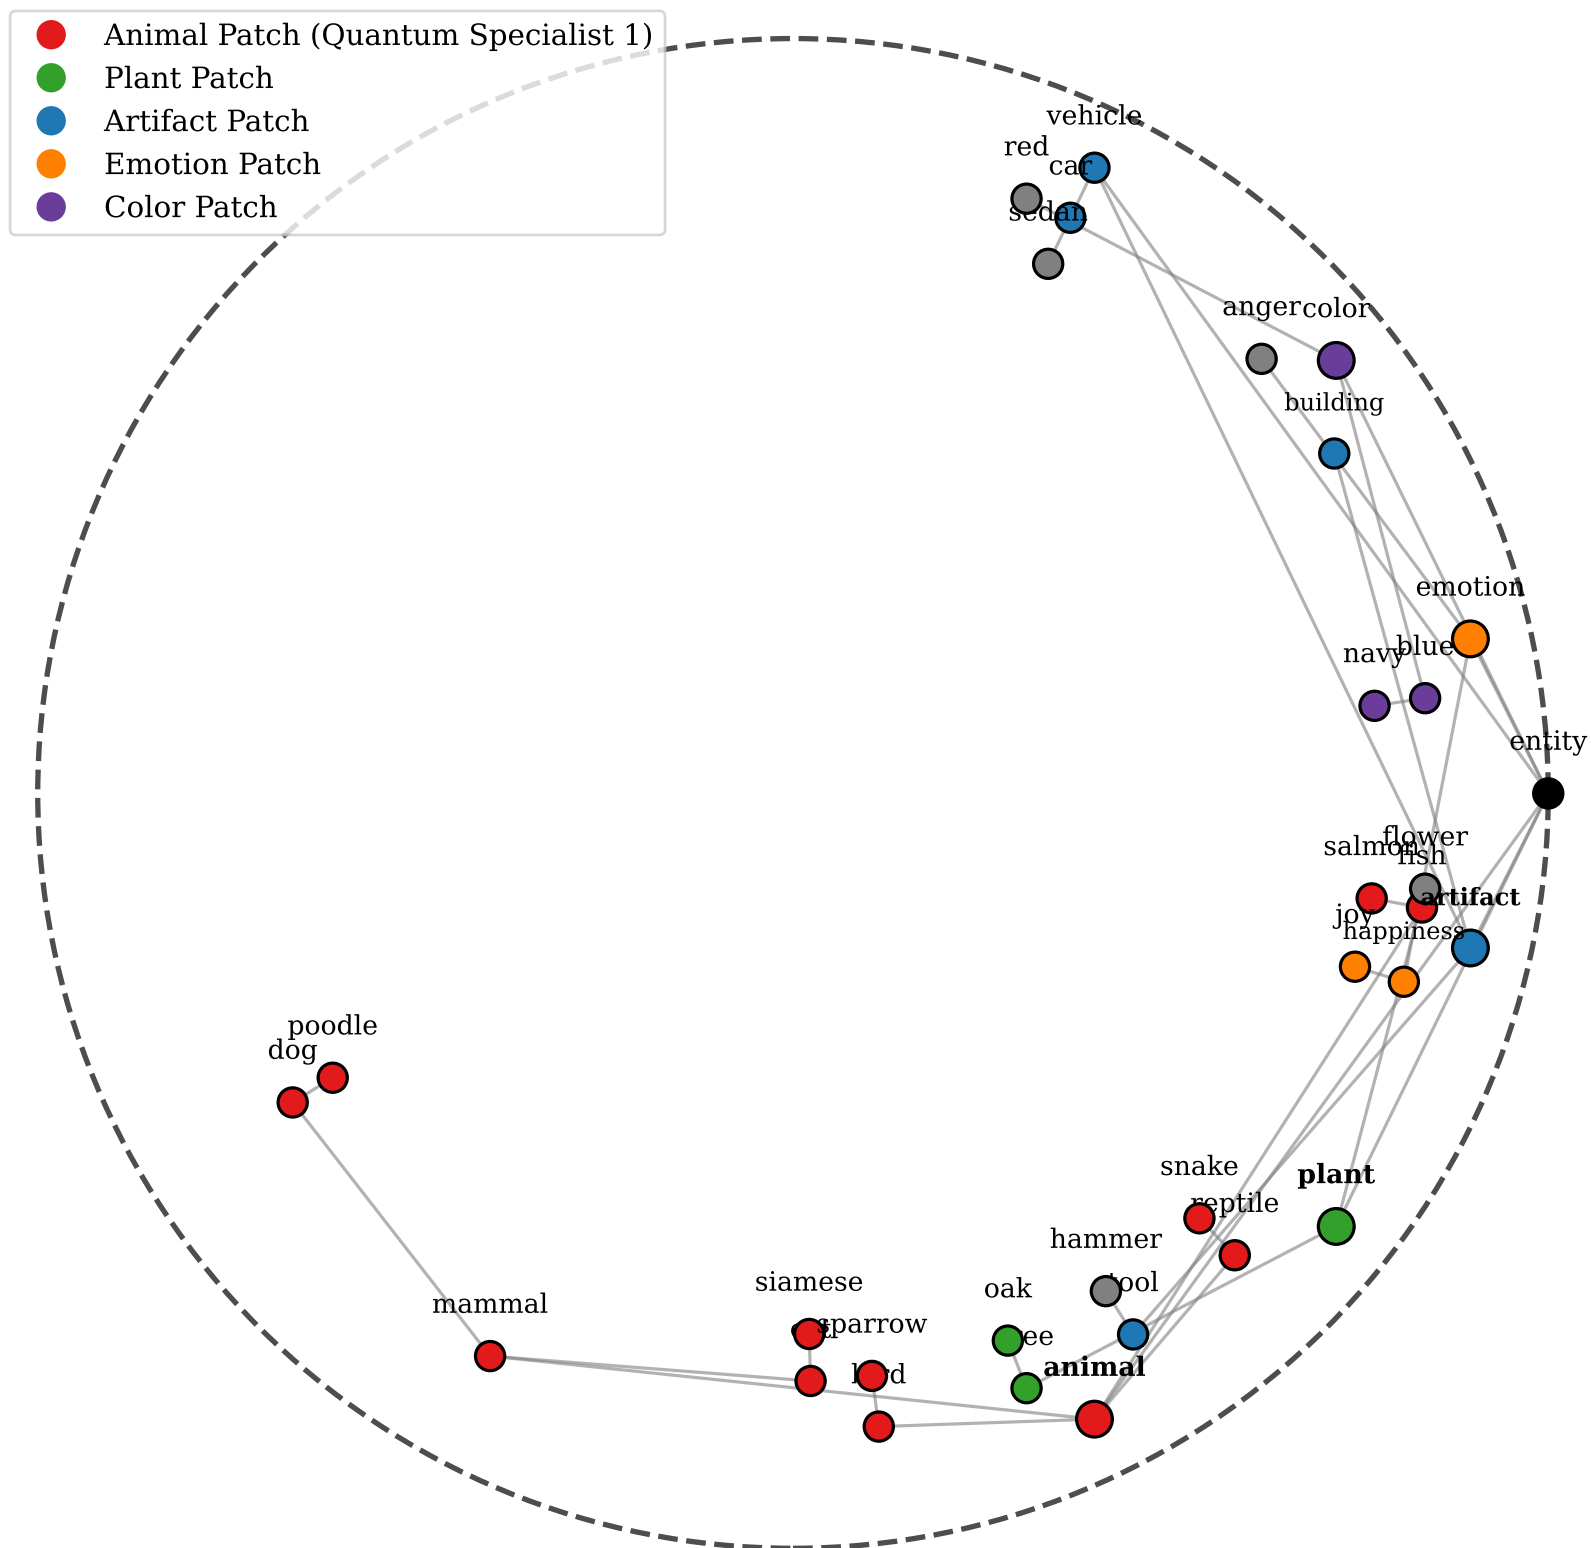 Animal Patch (Quantum Specialist 1)
Plant Patch
Artifact Patch
Emotion Patch
Color Patch
vehicle
red
car
sedan
anger
color
building
emotion
navy
blue
entity
flower
salmon
fish
artifact
joy
happiness
poodle
dog
snake
plant
reptile
hammer
siamese
tool
oak
mammal
sparrow
animal
bird